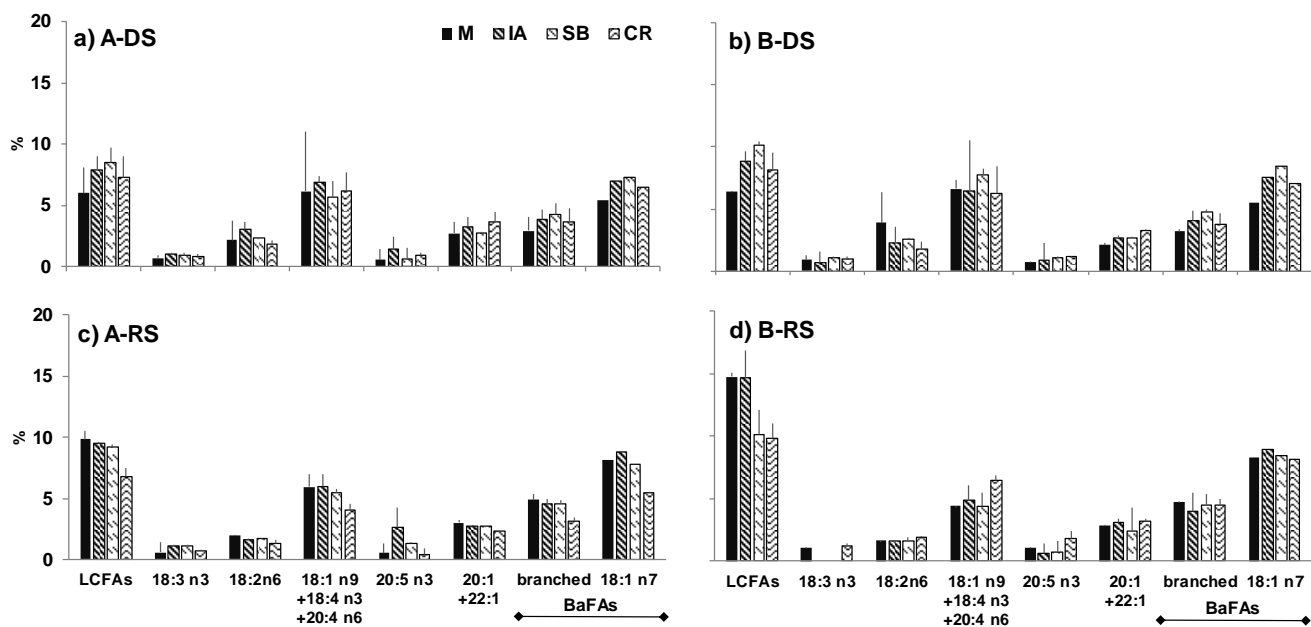 20
a) A-DS
M IA SB CR
b) B-DS
15
%
10
5
0
20
c) A-RS
d) B-RS
15
%
10
5
0
LCFAs 18:3 n3 18:2n6 18:1 n9 20:5 n3 20:1 branched 18:1 n7
+18:4 n3 +22:1
+20:4 n6
BaFAs
LCFAs 18:3 n3 18:2n6 18:1 n9 20:5 n3 20:1 branched 18:1 n7
+18:4 n3 +22:1
+20:4 n6
BaFAs